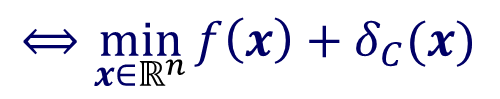 ⟺ min_{𝒙∈ℝⁿ} f(𝒙) + δ_C(𝒙)